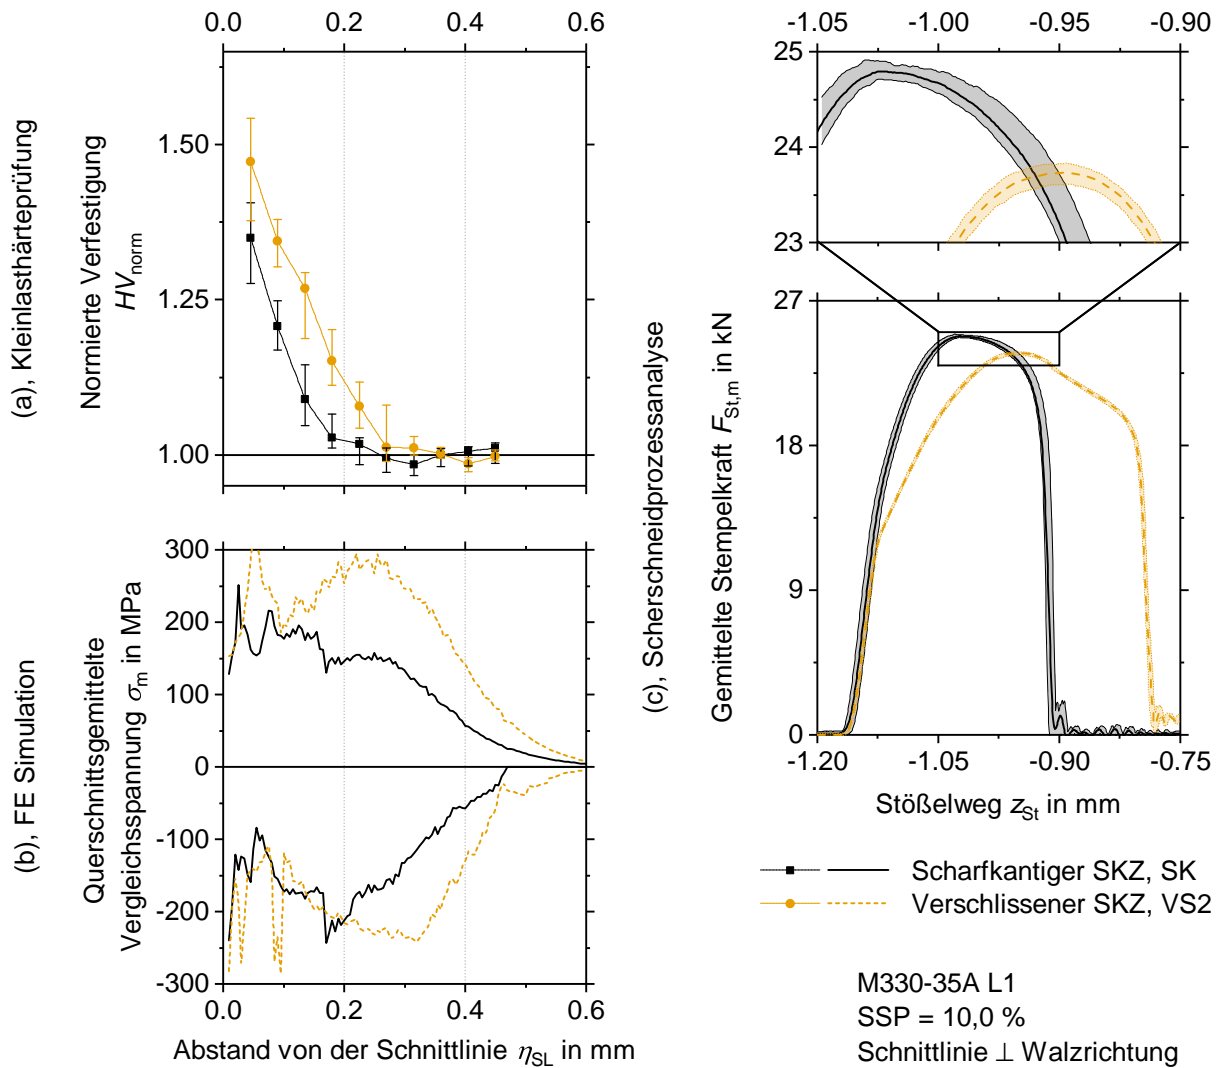 0.0 0.2 0.4 0.6
(a), Kleinlasthärteprüfung
Normierte Verfestigung
HVnorm
1.50
1.25
1.00
(b), FE Simulation
Querschnittsgemittelte
Vergleichsspannung σm in MPa
300
200
100
0
-100
-200
-300
0.0 0.2 0.4 0.6
Abstand von der Schnittlinie ηSL in mm
-1.05 -1.00 -0.95 -0.90
25
24
23
(c), Scherschneidprozessanalyse
Gemittelte Stempelkraft FSt,m in kN
27
18
9
0
-1.20 -1.05 -0.90 -0.75
Stößelweg zSt in mm
Scharfkantiger SKZ, SK
Verschlissener SKZ, VS2
M330-35A L1
SSP = 10,0 %
Schnittlinie ⊥ Walzrichtung